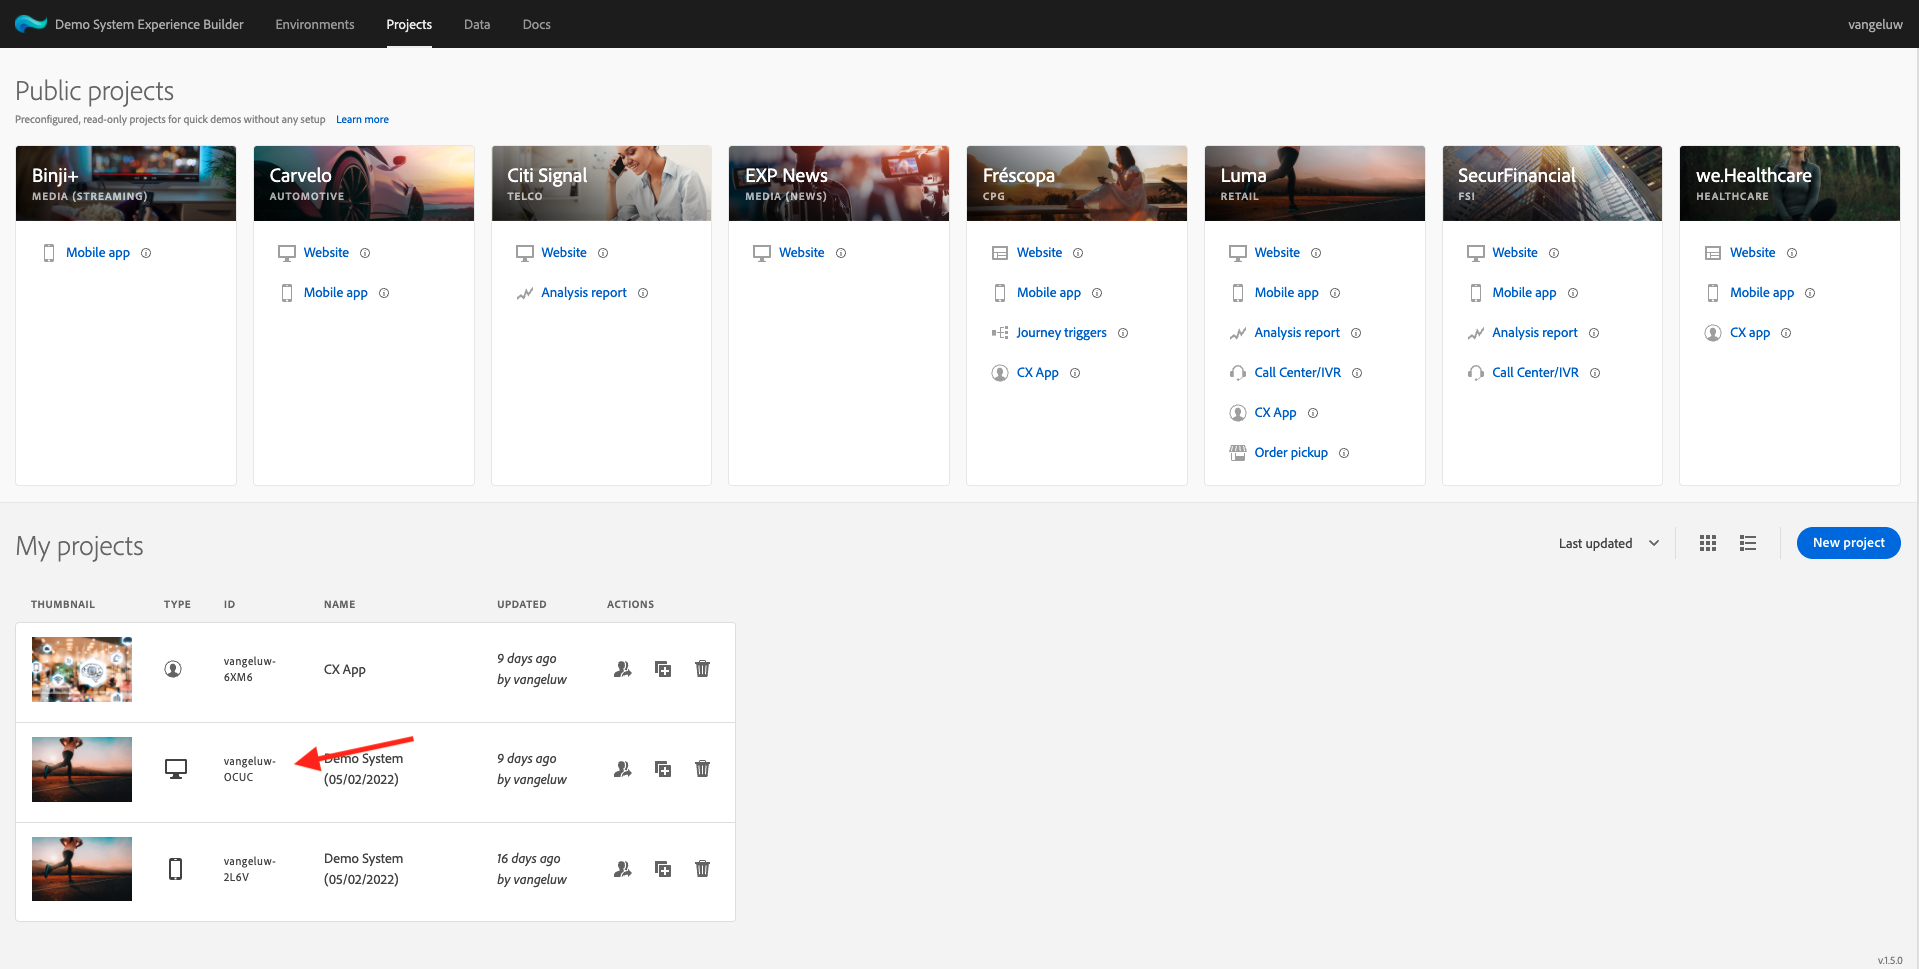 Demo System Experience Builder Environments Projects Data Docs vangeluw
Public projects
Preconfigured, read-only projects for quick demos without any setup Learn more
Binji+
MEDIA (STREAMING)
Mobile app
Carvelo
AUTOMOTIVE
Website
Mobile app
Citi Signal
TELCO
Website
Analysis report
EXP News
MEDIA (NEWS)
Website
Fréscopa
CPG
Website
Mobile app
Journey triggers
CX App
Luma
RETAIL
Website
Mobile app
Analysis report
Call Center/IVR
CX App
Order pickup
SecurFinancial
FSI
Website
Mobile app
Analysis report
Call Center/IVR
we.Healthcare
HEALTHCARE
Website
Mobile app
CX app
My projects
Last updated
New project
THUMBNAIL TYPE ID NAME UPDATED ACTIONS
vangeluw-
6XM6
CX App
9 days ago
by vangeluw
vangeluw-
OCUC
Demo System
(05/02/2022)
9 days ago
by vangeluw
vangeluw-
2L6V
Demo System
(05/02/2022)
16 days ago
by vangeluw
v.1.5.0